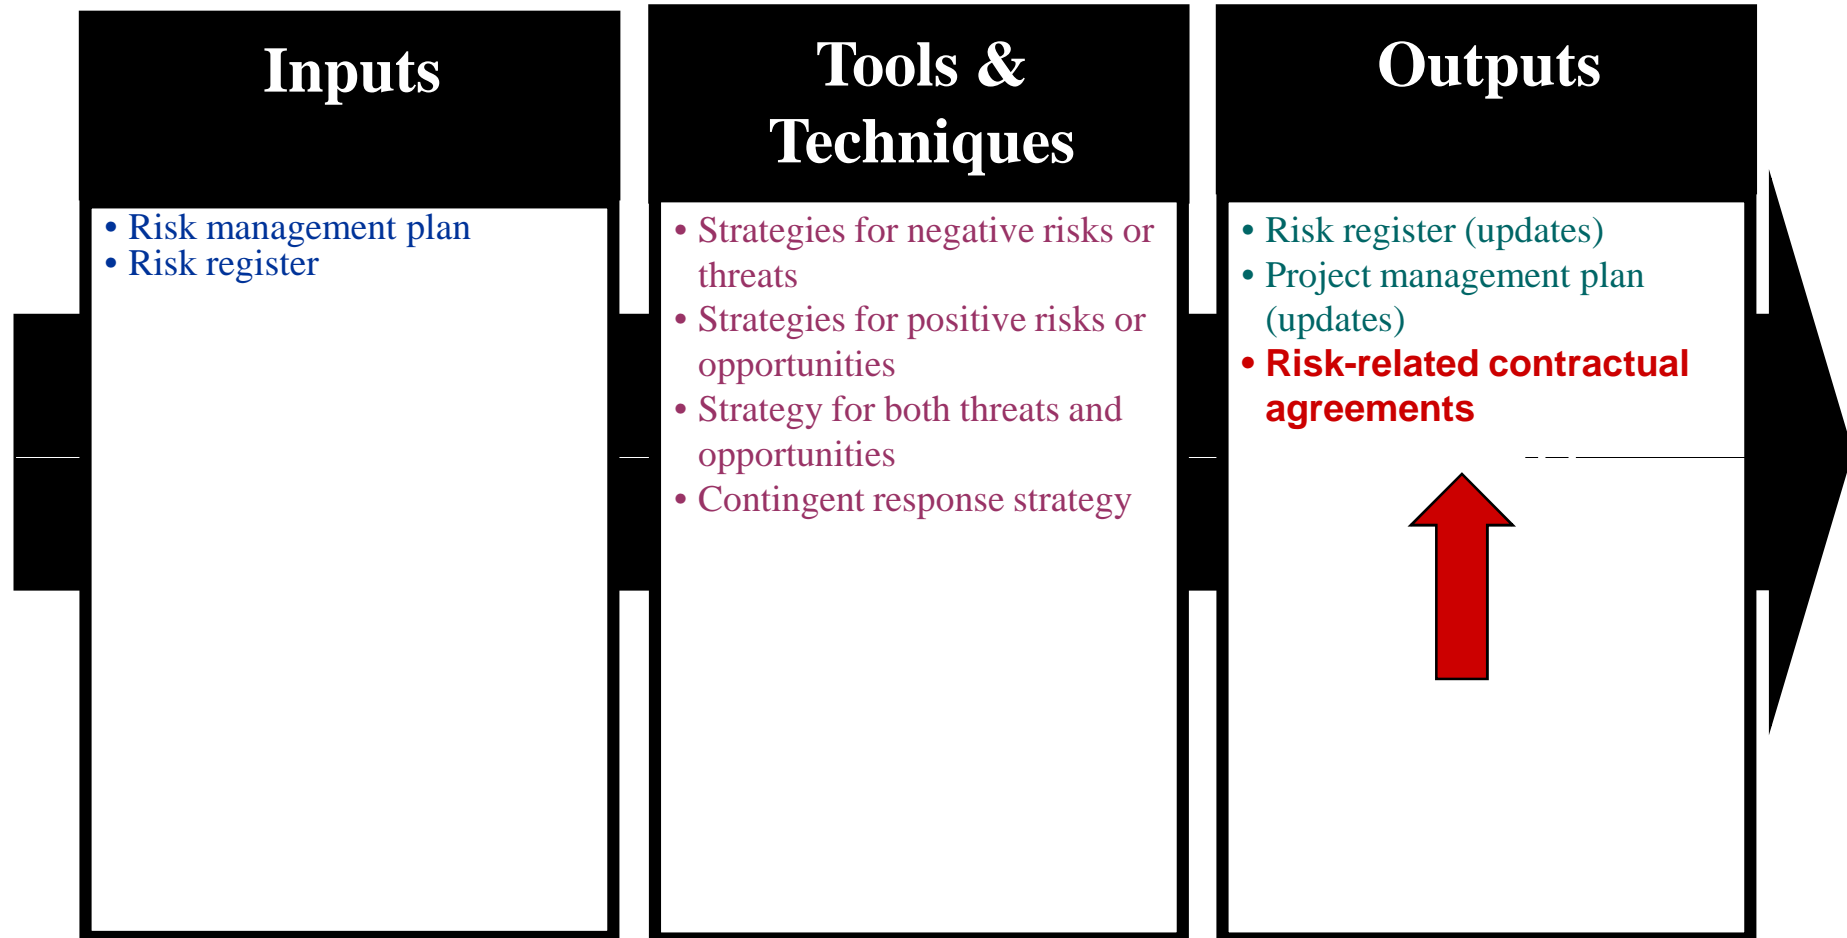 Inputs
• Risk management plan
• Risk register
Tools &
Techniques
• Strategies for negative risks or
threats
• Strategies for positive risks or
opportunities
• Strategy for both threats and
opportunities
• Contingent response strategy
Outputs
• Risk register (updates)
• Project management plan
(updates)
• Risk-related contractual
agreements